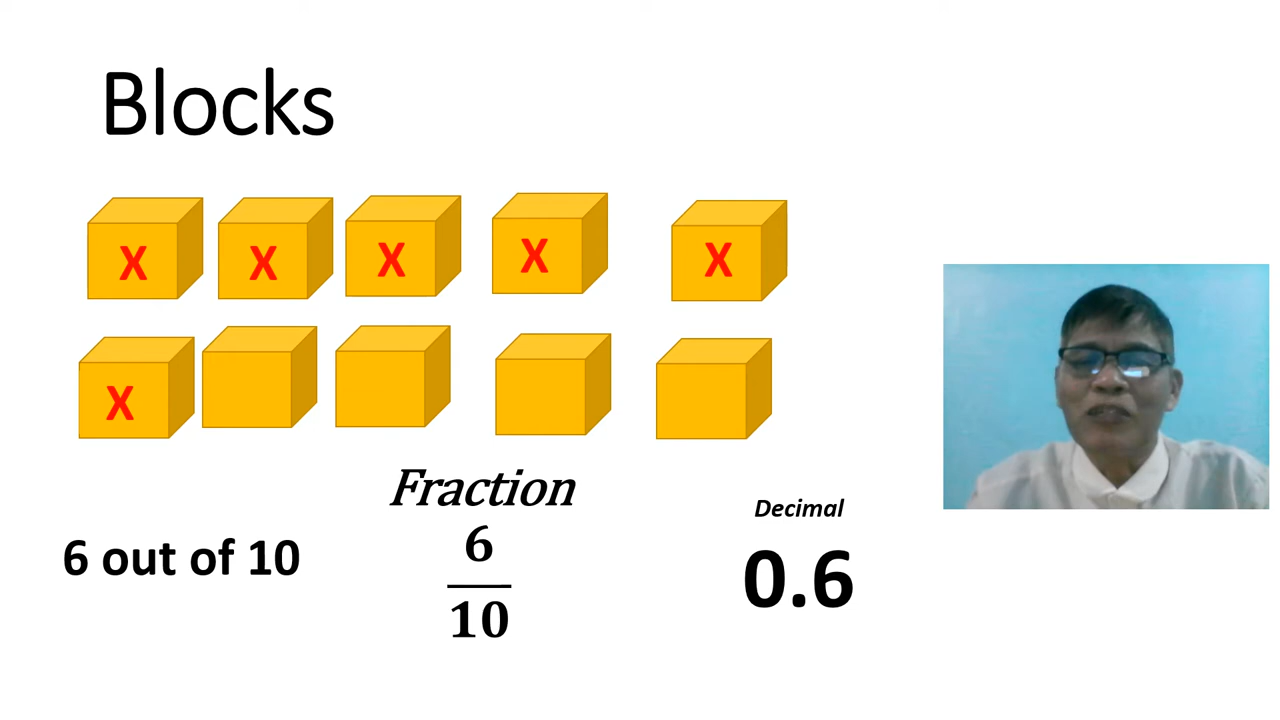 Blocks
X X X X X
X
Fraction
Decimal
6 out of 10
6
10
0.6